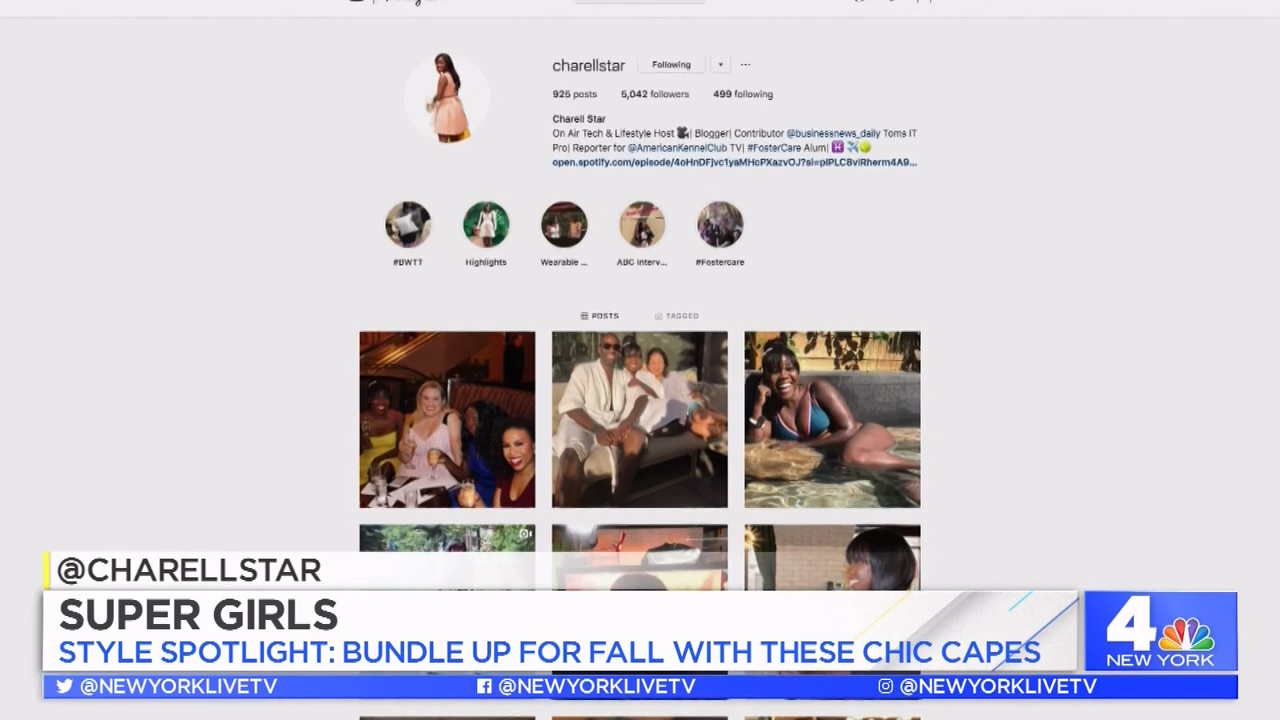 charellstar Following
925 posts 5,042 followers 499 following
Charell Star
On Air Tech & Lifestyle Host 🎥| Blogger| Contributor @businessnews_daily Toms IT
Pro| Reporter for @AmericanKennelClub TV| #FosterCare Alum| ♓ ✈️🎾
#BWTT Highlights Wearable ... ABC Interv... #Fostercare
POSTS TAGGED
@CHARELLSTAR
SUPER GIRLS
STYLE SPOTLIGHT: BUNDLE UP FOR FALL WITH THESE CHIC CAPES
4
NEW YORK
@NEWYORKLIVETV @NEWYORKLIVETV @NEWYORKLIVETV